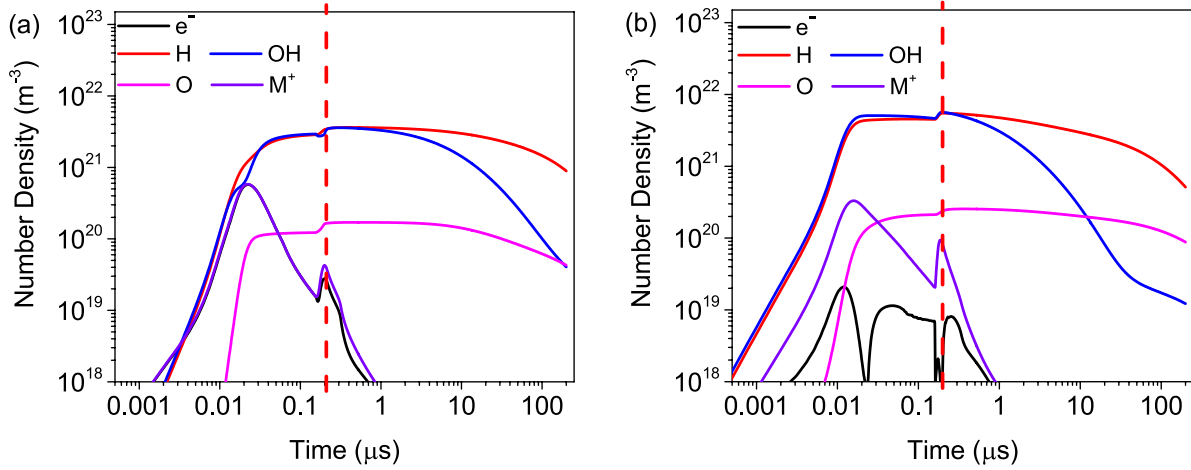 (a)
10²³
10²²
10²¹
10²⁰
10¹⁹
10¹⁸
Number Density (m⁻³)
e⁻
H OH
O M⁺
0.001 0.01 0.1 1 10 100
Time (μs)
(b)
10²³
10²²
10²¹
10²⁰
10¹⁹
10¹⁸
Number Density (m⁻³)
e⁻
H OH
O M⁺
0.001 0.01 0.1 1 10 100
Time (μs)